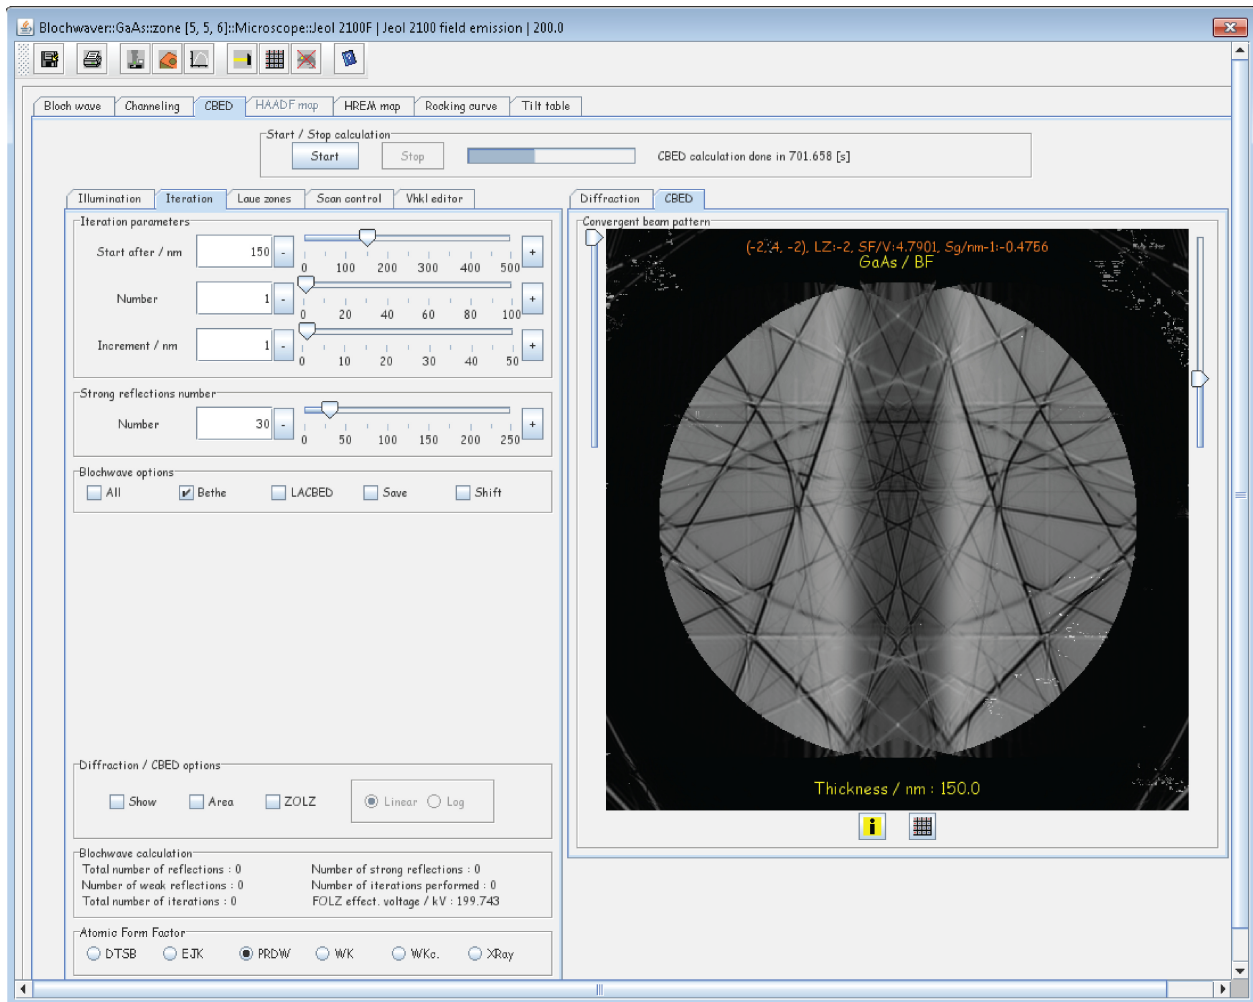 Blochwaver::GaAs::zone [5, 5, 6]::Microscope::Jeol 2100F | Jeol 2100 field emission | 200.0
Bloch wave Channeling CBED HAADF map HREM map Rocking curve Tilt table
Start / Stop calculation
Start Stop CBED calculation done in 701.658 [s]
Illumination Iteration Laue zones Scan control Vhkl editor
Iteration parameters
Start after / nm 150 - +
0 100 200 300 400 500
Number 1 - +
0 20 40 60 80 100
Increment / nm 1 - +
0 10 20 30 40 50
Strong reflections number
Number 30 - +
0 50 100 150 200 250
Blochwave options
All Bethe LACBED Save Shift
Diffraction / CBED options
Show Area ZOLZ Linear Log
Blochwave calculation
Total number of reflections : 0 Number of strong reflections : 0
Number of weak reflections : 0 Number of iterations performed : 0
Total number of iterations : 0 FOLZ effect. voltage / kV : 199.743
Atomic Form Factor
DTSB EJK PRDW WK WKc. XRay
Diffraction CBED
Convergent beam pattern
(-2, 4, -2), LZ:-2, SF/V:4.7901, Sg/nm-1:-0.4756
GaAs / BF
Thickness / nm : 150.0
i